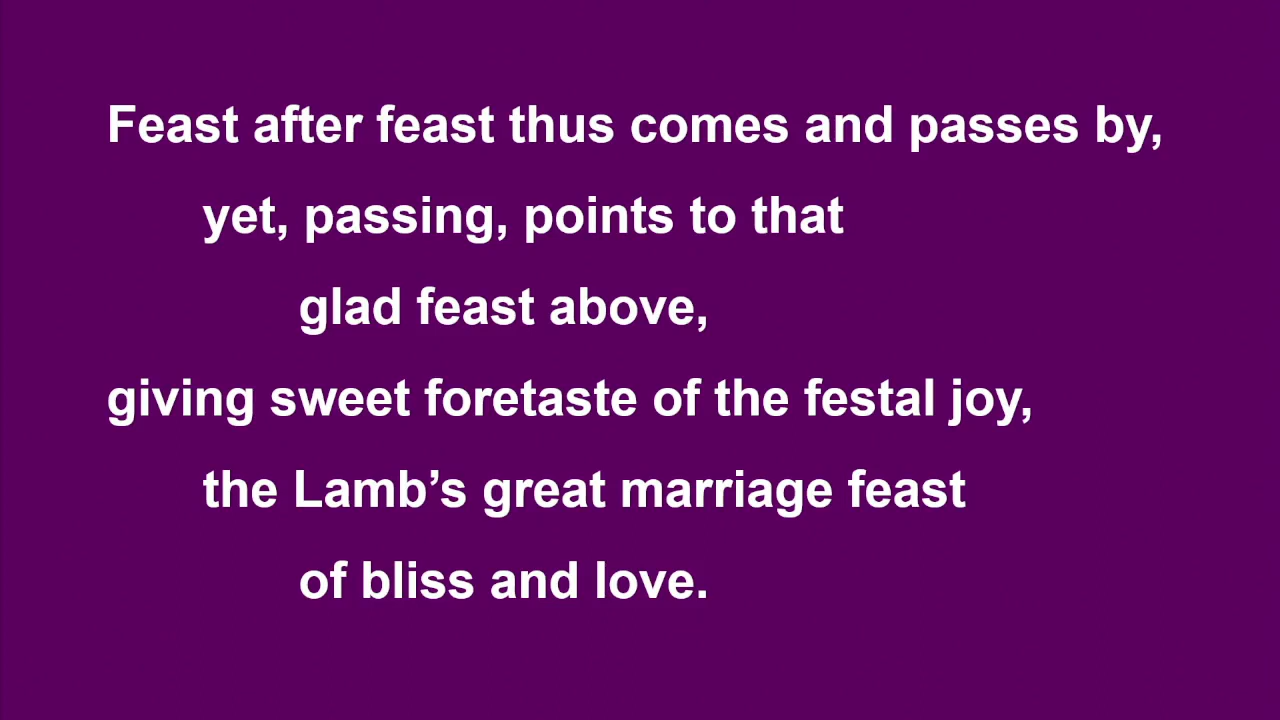 Feast after feast thus comes and passes by,
yet, passing, points to that
glad feast above,
giving sweet foretaste of the festal joy,
the Lamb’s great marriage feast
of bliss and love.